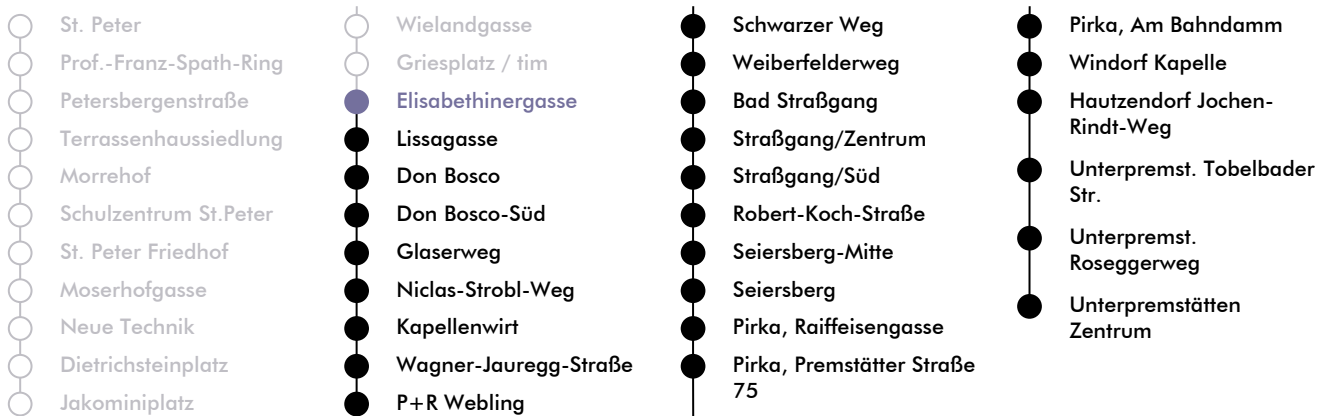 St. Peter
Prof.-Franz-Spath-Ring
Petersbergenstraße
Terrassenhaussiedlung
Morrehof
Schulzentrum St.Peter
St. Peter Friedhof
Moserhofgasse
Neue Technik
Dietrichsteinplatz
Jakominiplatz
Wielandgasse
Griesplatz / tim
Elisabethinergasse
Lissagasse
Don Bosco
Don Bosco-Süd
Glaserweg
Niclas-Strobl-Weg
Kapellenwirt
Wagner-Jauregg-Straße
P+R Webling
Schwarzer Weg
Weiberfelderweg
Bad Straßgang
Straßgang/Zentrum
Straßgang/Süd
Robert-Koch-Straße
Seiersberg-Mitte
Seiersberg
Pirka, Raiffeisengasse
Pirka, Premstätter Straße
75
Pirka, Am Bahndamm
Windorf Kapelle
Hautzendorf Jochen-
Rindt-Weg
Unterpremst. Tobelbader
Str.
Unterpremst.
Roseggerweg
Unterpremstätten
Zentrum